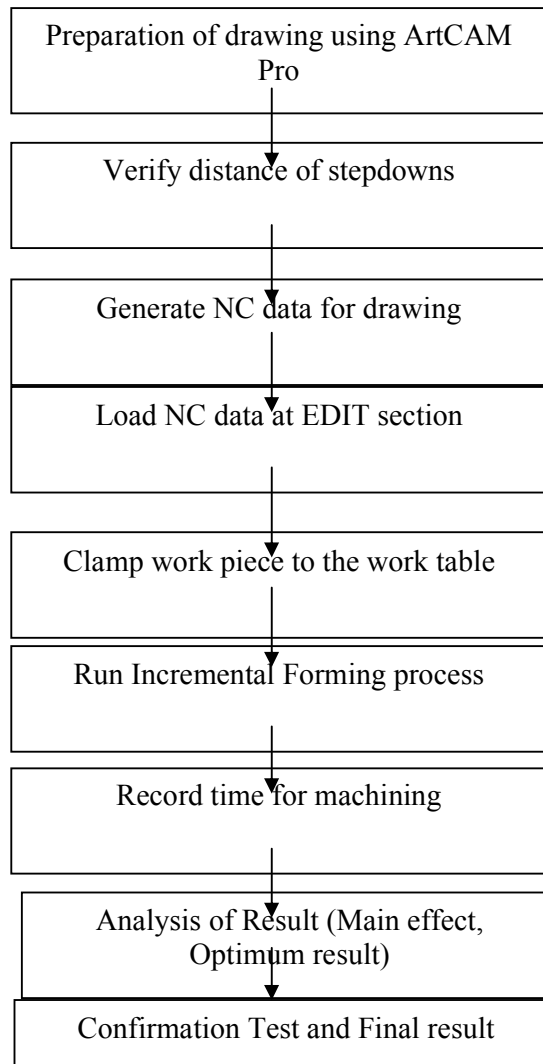 Preparation of drawing using ArtCAM
Pro
Verify distance of stepdowns
Generate NC data for drawing
Load NC data at EDIT section
Clamp work piece to the work table
Run Incremental Forming process
Record time for machining
Analysis of Result (Main effect,
Optimum result)
Confirmation Test and Final result